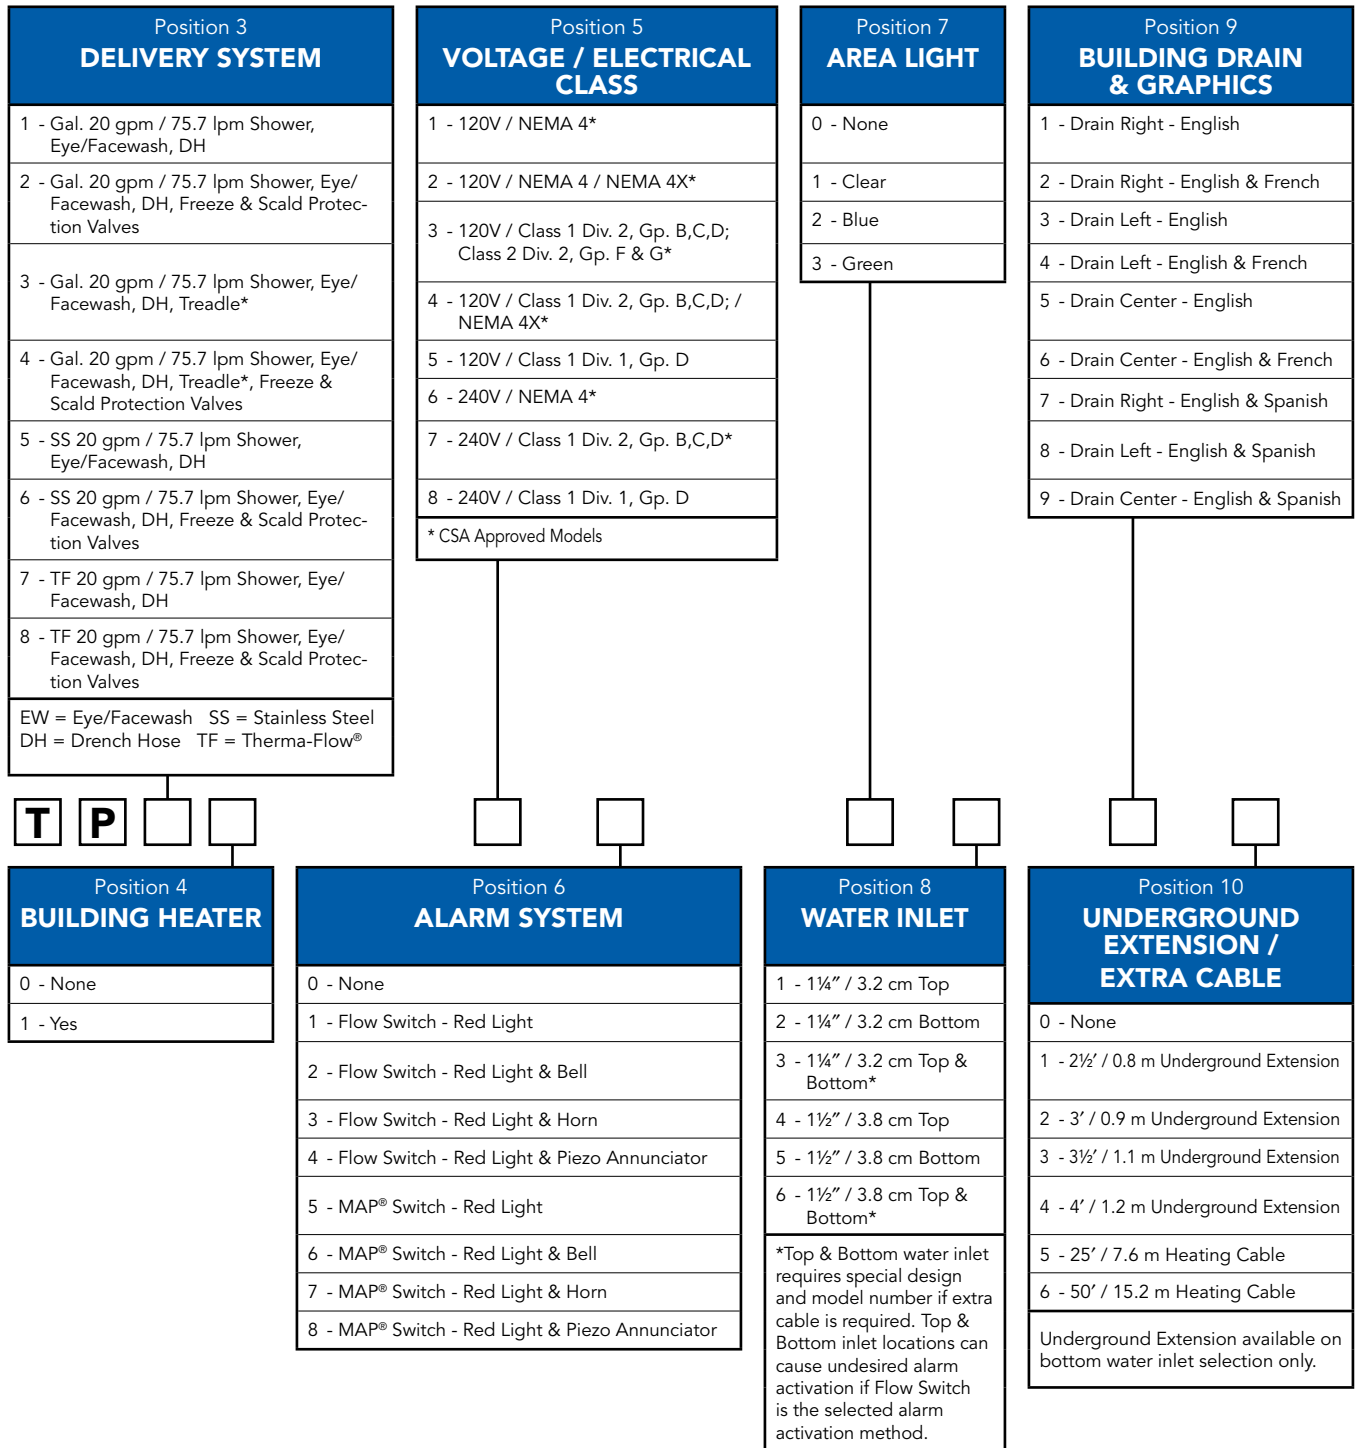 Position 3
DELIVERY SYSTEM
1 - Gal. 20 gpm / 75.7 lpm Shower,
Eye/Facewash, DH
2 - Gal. 20 gpm / 75.7 lpm Shower, Eye/
Facewash, DH, Freeze & Scald Protec-
tion Valves
3 - Gal. 20 gpm / 75.7 lpm Shower, Eye/
Facewash, DH, Treadle*
4 - Gal. 20 gpm / 75.7 lpm Shower, Eye/
Facewash, DH, Treadle*, Freeze &
Scald Protection Valves
5 - SS 20 gpm / 75.7 lpm Shower,
Eye/Facewash, DH
6 - SS 20 gpm / 75.7 lpm Shower, Eye/
Facewash, DH, Freeze & Scald Protec-
tion Valves
7 - TF 20 gpm / 75.7 lpm Shower, Eye/
Facewash, DH
8 - TF 20 gpm / 75.7 lpm Shower, Eye/
Facewash, DH, Freeze & Scald Protec-
tion Valves
EW = Eye/Facewash SS = Stainless Steel
DH = Drench Hose TF = Therma-Flow®
Position 5
VOLTAGE / ELECTRICAL
CLASS
1 - 120V / NEMA 4*
2 - 120V / NEMA 4 / NEMA 4X*
3 - 120V / Class 1 Div. 2, Gp. B,C,D;
Class 2 Div. 2, Gp. F & G*
4 - 120V / Class 1 Div. 2, Gp. B,C,D; /
NEMA 4X*
5 - 120V / Class 1 Div. 1, Gp. D
6 - 240V / NEMA 4*
7 - 240V / Class 1 Div. 2, Gp. B,C,D*
8 - 240V / Class 1 Div. 1, Gp. D
* CSA Approved Models
Position 7
AREA LIGHT
0 - None
1 - Clear
2 - Blue
3 - Green
Position 9
BUILDING DRAIN
& GRAPHICS
1 - Drain Right - English
2 - Drain Right - English & French
3 - Drain Left - English
4 - Drain Left - English & French
5 - Drain Center - English
6 - Drain Center - English & French
7 - Drain Right - English & Spanish
8 - Drain Left - English & Spanish
9 - Drain Center - English & Spanish
T P
Position 4
BUILDING HEATER
0 - None
1 - Yes
Position 6
ALARM SYSTEM
0 - None
1 - Flow Switch - Red Light
2 - Flow Switch - Red Light & Bell
3 - Flow Switch - Red Light & Horn
4 - Flow Switch - Red Light & Piezo Annunciator
5 - MAP® Switch - Red Light
6 - MAP® Switch - Red Light & Bell
7 - MAP® Switch - Red Light & Horn
8 - MAP® Switch - Red Light & Piezo Annunciator
Position 8
WATER INLET
1 - 1¼″ / 3.2 cm Top
2 - 1¼″ / 3.2 cm Bottom
3 - 1¼″ / 3.2 cm Top &
Bottom*
4 - 1½″ / 3.8 cm Top
5 - 1½″ / 3.8 cm Bottom
6 - 1½″ / 3.8 cm Top &
Bottom*
*Top & Bottom water inlet
requires special design
and model number if extra
cable is required. Top &
Bottom inlet locations can
cause undesired alarm
activation if Flow Switch
is the selected alarm
activation method.
Position 10
UNDERGROUND
EXTENSION /
EXTRA CABLE
0 - None
1 - 2½′ / 0.8 m Underground Extension
2 - 3′ / 0.9 m Underground Extension
3 - 3½′ / 1.1 m Underground Extension
4 - 4′ / 1.2 m Underground Extension
5 - 25′ / 7.6 m Heating Cable
6 - 50′ / 15.2 m Heating Cable
Underground Extension available on
bottom water inlet selection only.